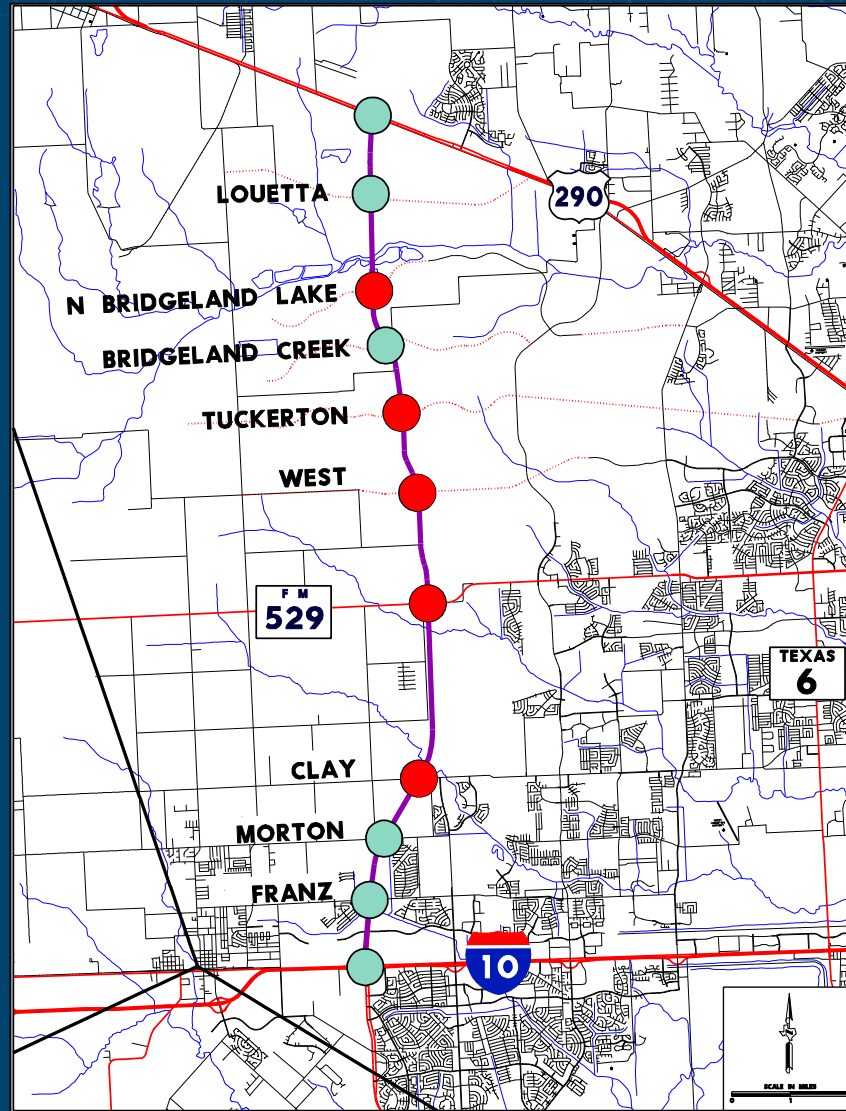 LOUETTA
290
N BRIDGELAND LAKE
BRIDGELAND CREEK
TUCKERTON
WEST
F M
529
TEXAS
6
CLAY
MORTON
FRANZ
10
SCALE IN MILES
0 1